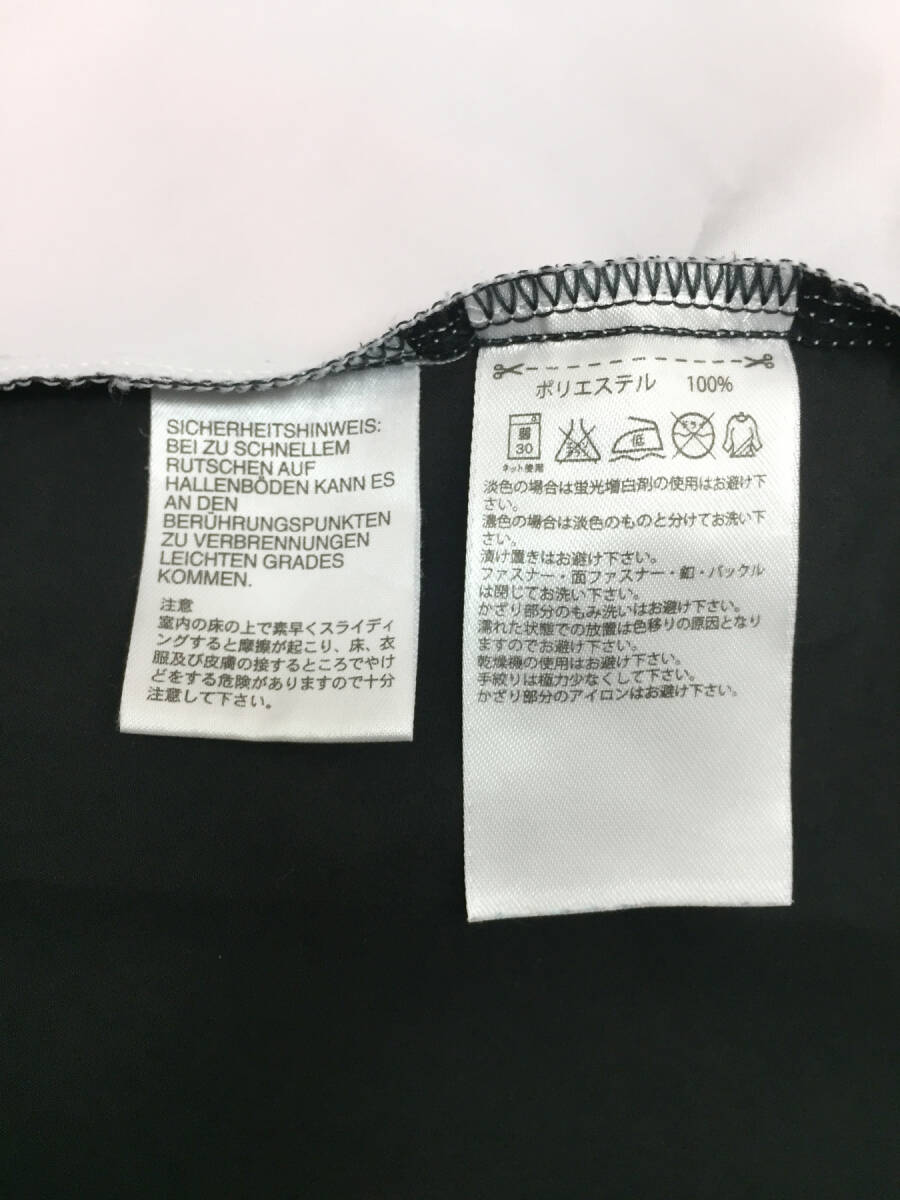 SICHERHEITSHINWEIS:
BEI ZU SCHNELLEM
RUTSCHEN AUF
HALLENBÖDEN KANN ES
AN DEN
BERÜHRUNGSPUNKTEN
ZU VERBRENNUNGEN
LEICHTEN GRADES
KOMMEN.
注意
室内の床の上で素早くスライディ
ングすると摩擦が起こり、床、衣
服及び皮膚の接するところでやけ
どをする危険がありますので十分
注意して下さい。
ポリエステル 100%
弱
30
低
ネット使用
淡色の場合は蛍光増白剤の使用はお避け下
さい。
濃色の場合は淡色のものと分けてお洗い下
さい。
漬け置きはお避け下さい。
ファスナー・面ファスナー・釦・バックル
は閉じてお洗い下さい。
かざり部分のもみ洗いはお避け下さい。
濡れた状態での放置は色移りの原因となり
ますのでお避け下さい。
乾燥機の使用はお避け下さい。
手絞りは極力少なくして下さい。
かざり部分のアイロンはお避け下さい。